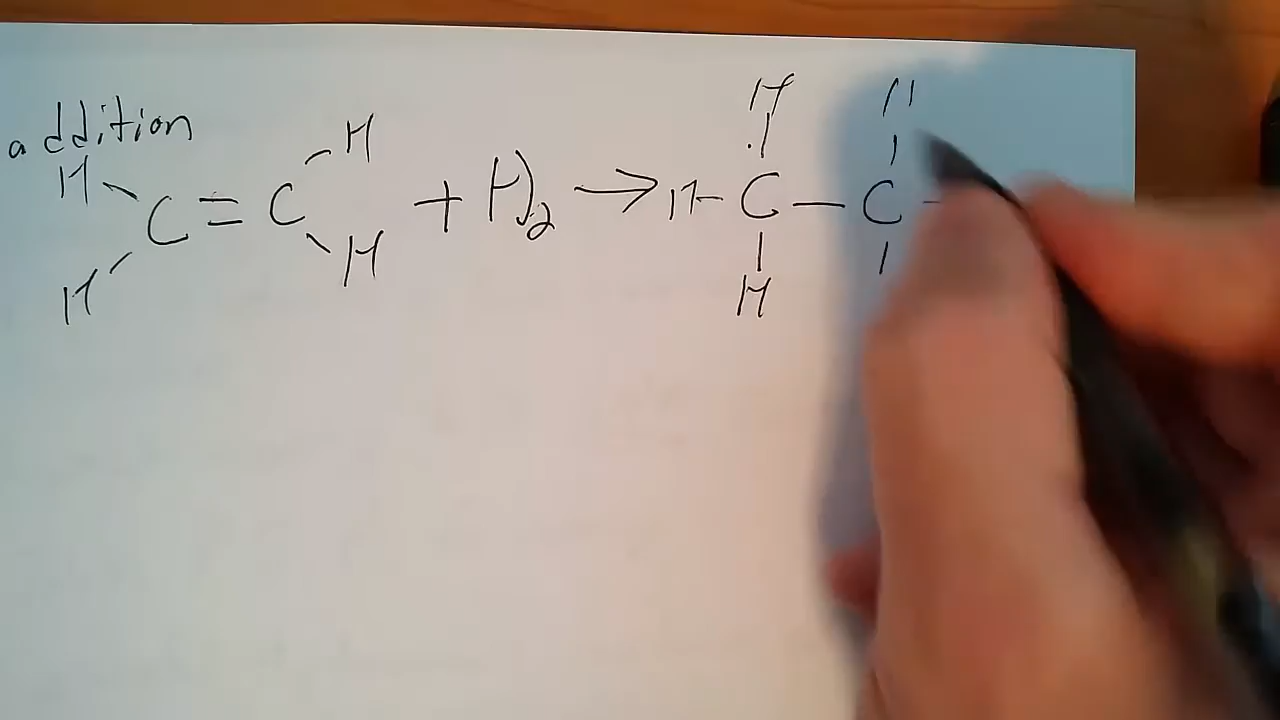 addition
H H H H
C = C + H2 → H - C - C -
H H H